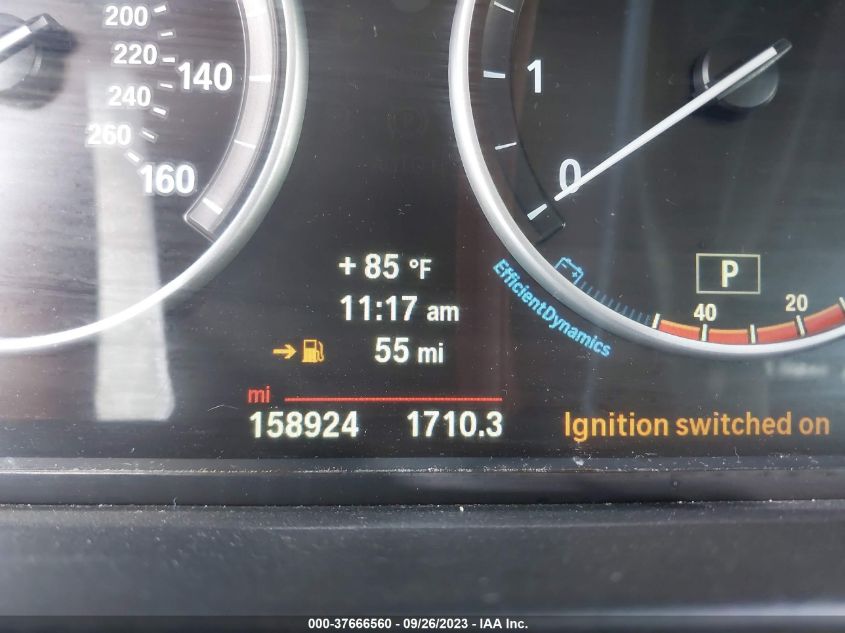 200
220
140
240
260
160
1
0
+ 85 °F
11:17 am
55 mi
P
40
20
EfficientDynamics
mi
158924 1710.3
Ignition switched on
000-37666560 - 09/26/2023 - IAA Inc.